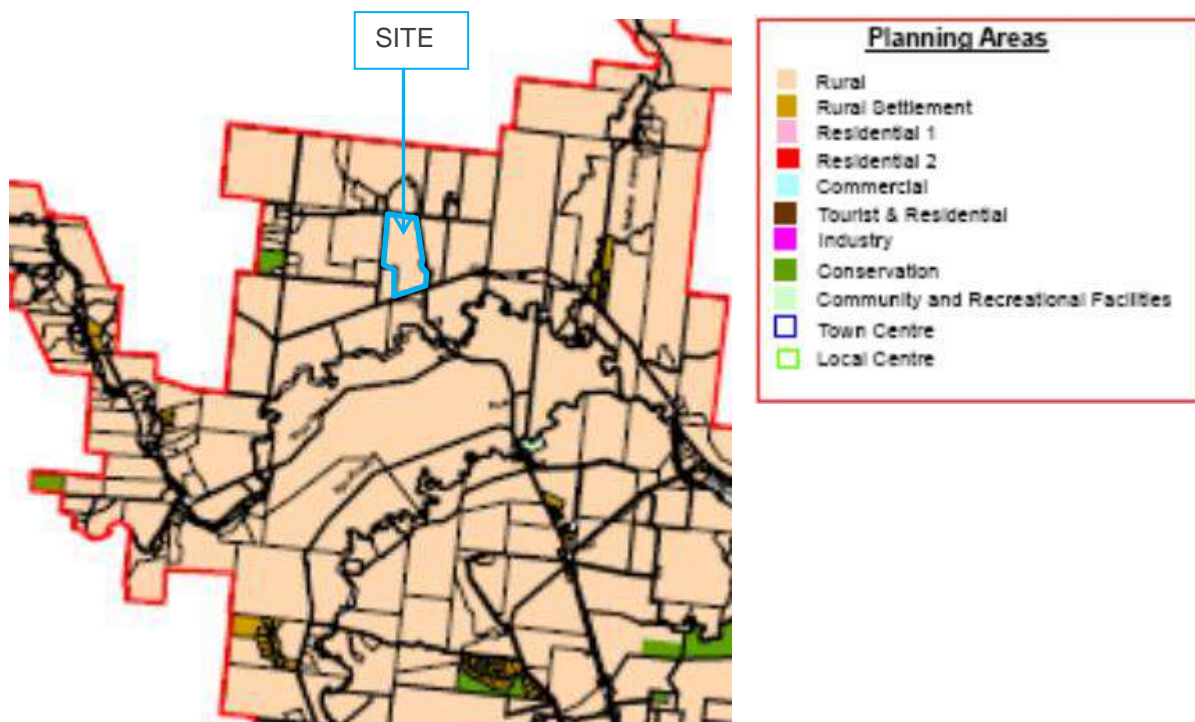 SITE
Planning Areas
Rural
Rural Settlement
Residential 1
Residential 2
Commercial
Tourist & Residential
Industry
Conservation
Community and Recreational Facilities
Town Centre
Local Centre